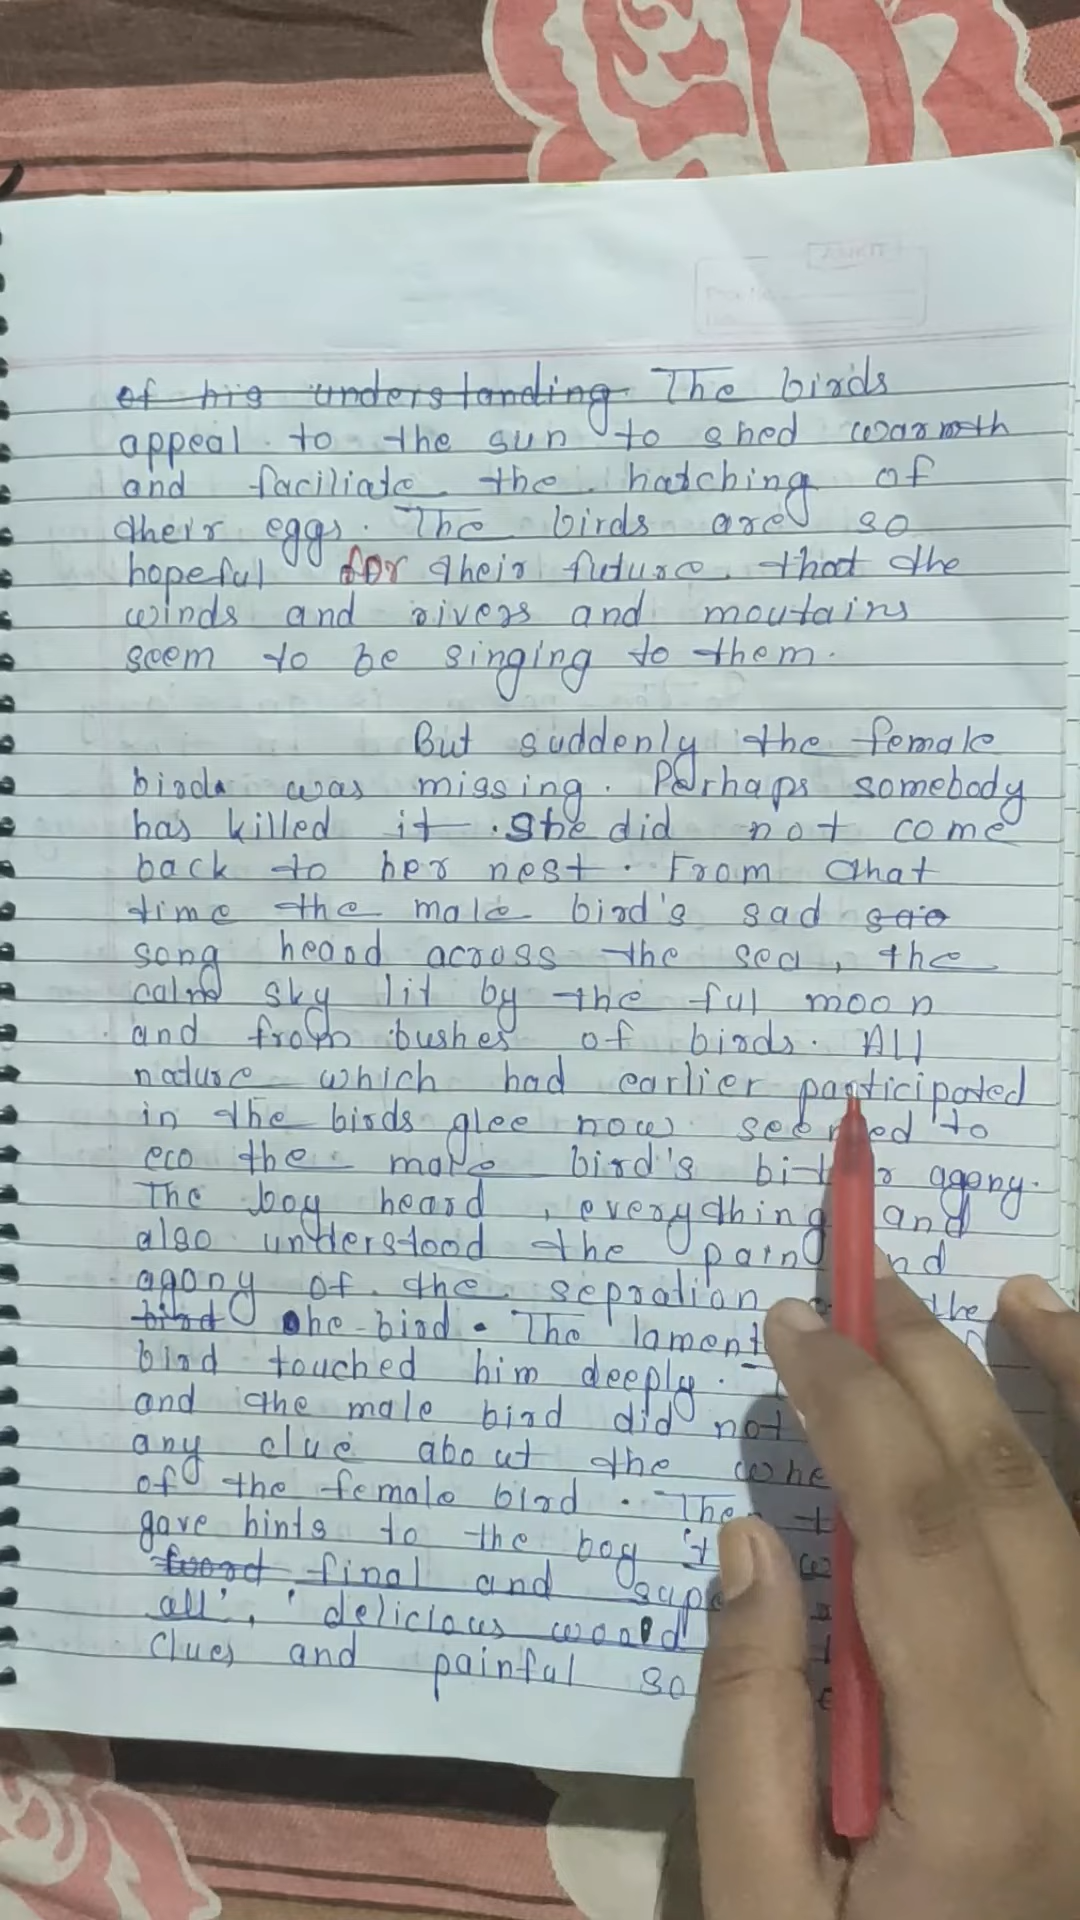 of his understanding The birds
appeal to the sun to shed warmth
and faciliate the hatching of
their eggs. The birds are so
hopeful for their future that the
winds and rivers and moutains
seem to be singing to them.
But suddenly the female
bird was missing. Perhaps somebody
has killed it. She did not come
back to her nest. From that
time the male bird's sad
song heard across the sea, the
calm sky lit by the ful moon
and from bushes of birds. All
nature which had earlier participated
in the birds glee now to
eco the male bird's agony.
The boy heard, everything and
also understood the pain
agony of the sepration the
bird the bird. The
bird touched him deeply.
and the male bird did not
any clue about the
of the female bird.
gave hints to the boy
final and
all', 'delicious
clues and painful so